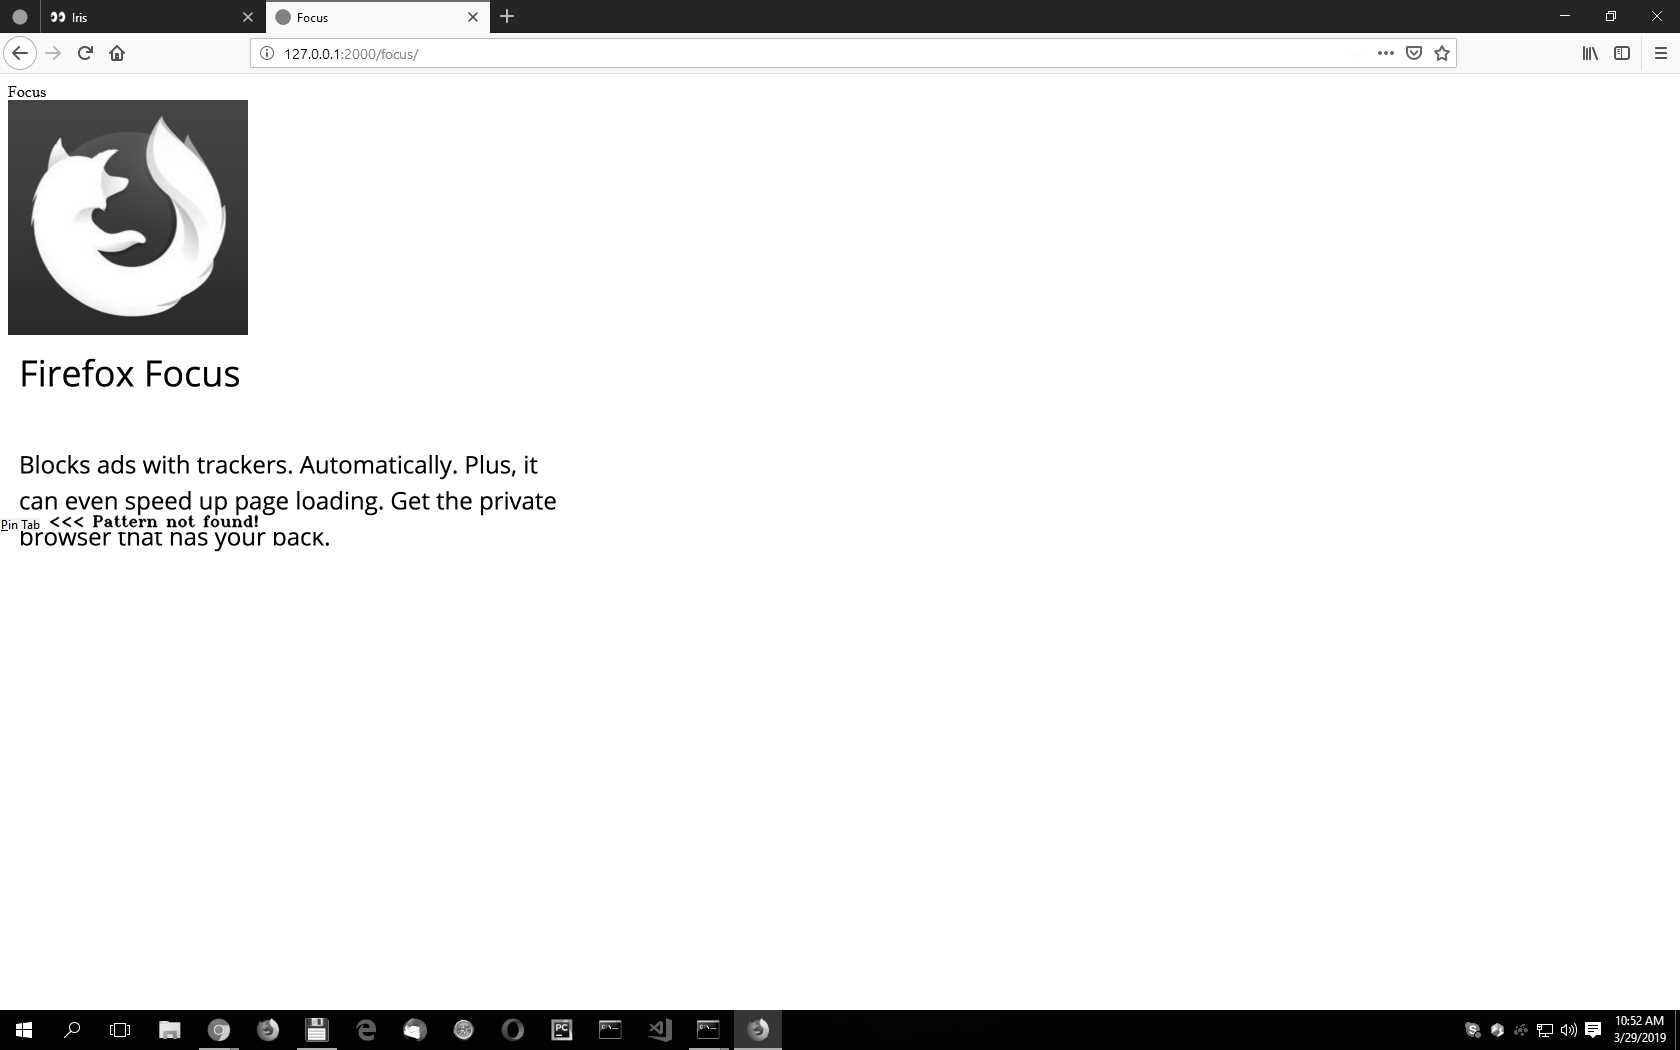 Iris
Focus
127.0.0.1:2000/focus/
Focus
Firefox Focus
Blocks ads with trackers. Automatically. Plus, it
can even speed up page loading. Get the private
Pin Tab <<< Pattern not found!
browser that has your back.
PC
10:52 AM
3/29/2019